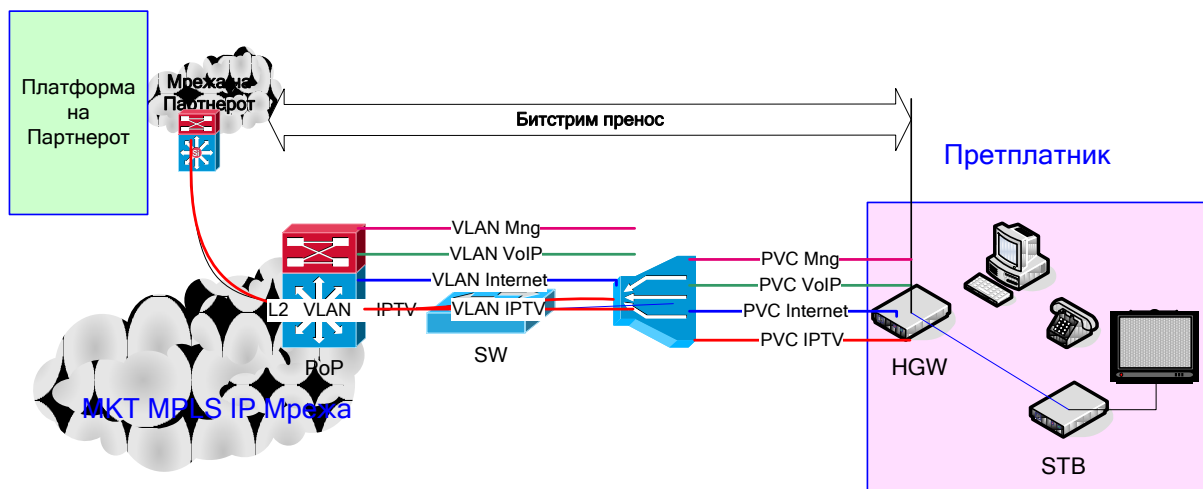 Платформа
на
Партнерот
Мрежа на
Партнерот
Битстрим пренос
Претплатник
VLAN Mng
VLAN VoIP
VLAN Internet
L2 VLAN IPTV
VLAN IPTV
SW
PoP
PVC Mng
PVC VoIP
PVC Internet
PVC IPTV
HGW
STB
MKT MPLS IP Мрежа